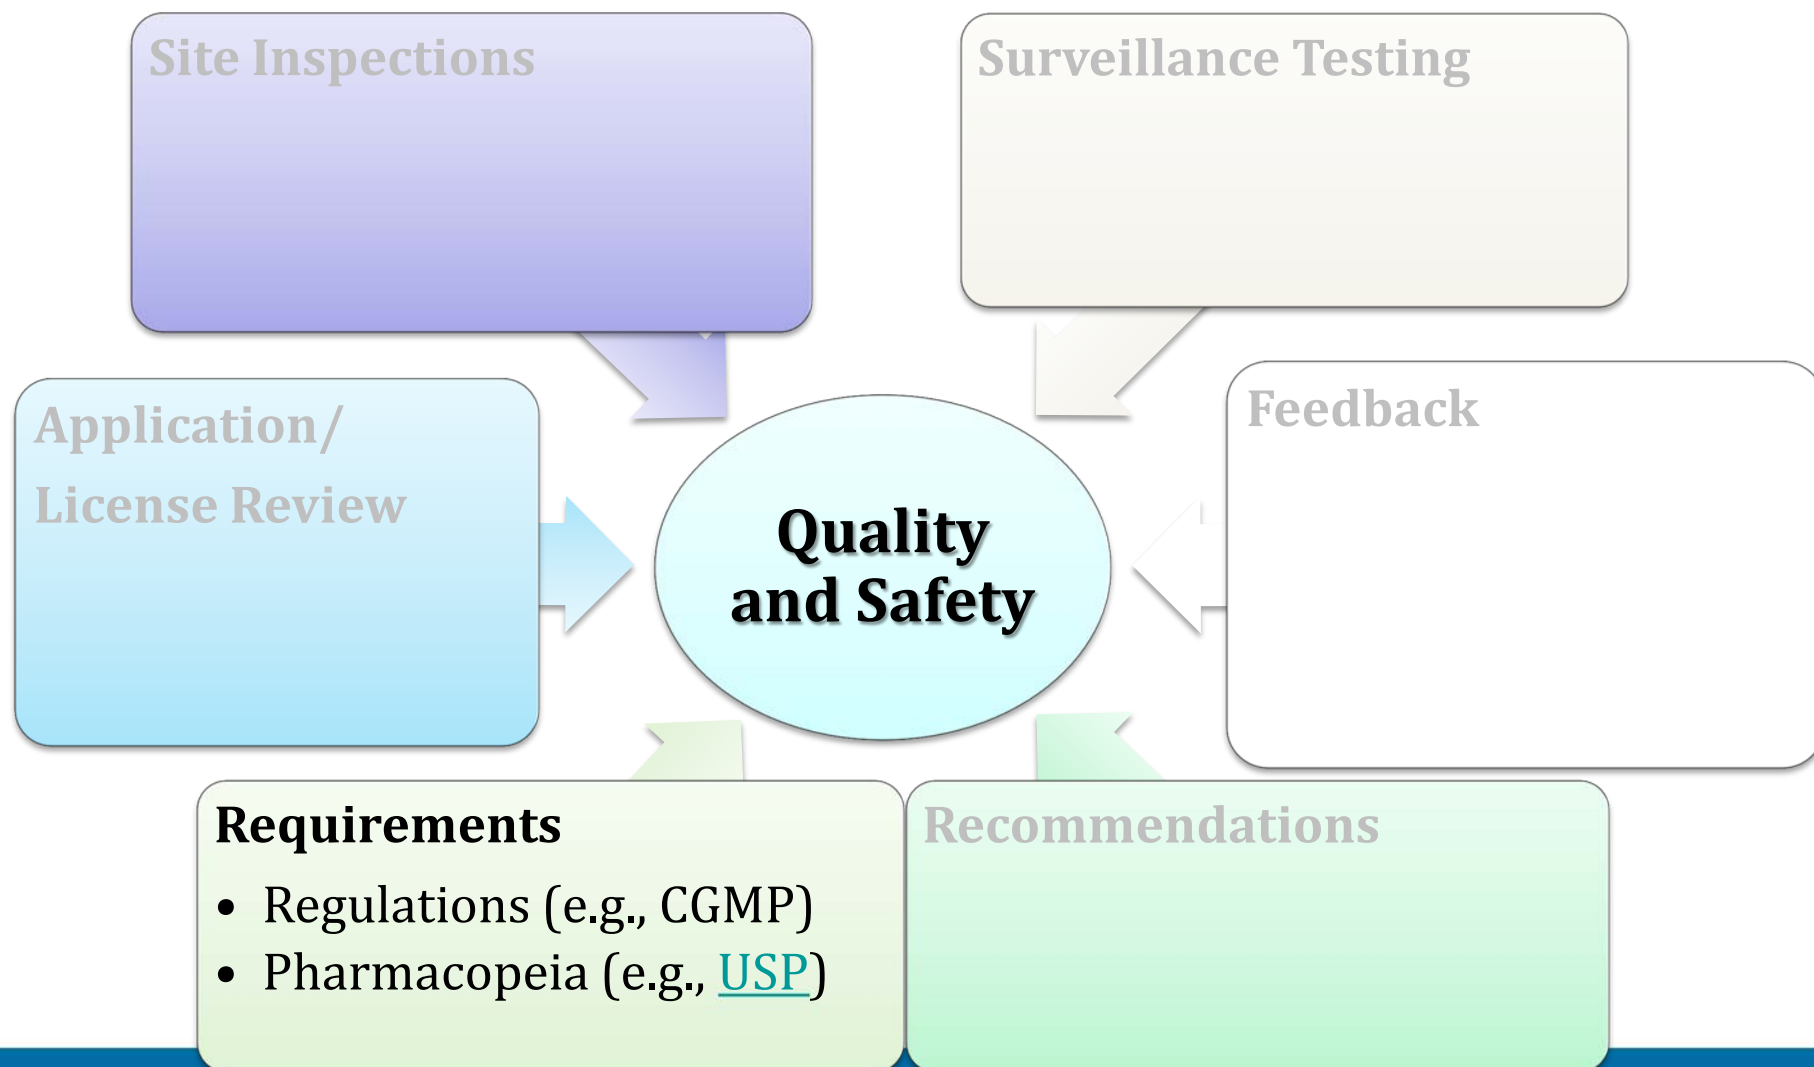 Site Inspections
Surveillance Testing
Application/
License Review
Quality
and Safety
Feedback
Requirements
• Regulations (e.g., CGMP)
• Pharmacopeia (e.g., USP)
Recommendations